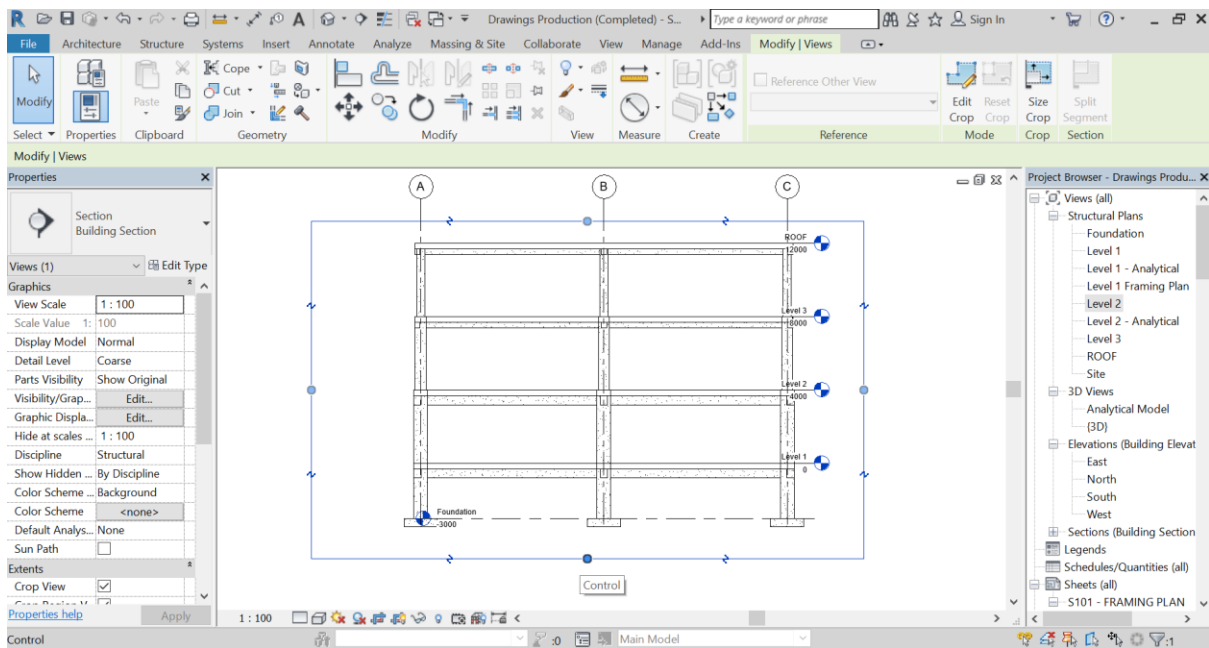 R A Drawings Production (Completed) - S... Type a keyword or phrase Sign In ?
File Architecture Structure Systems Insert Annotate Analyze Massing & Site Collaborate View Manage Add-Ins Modify | Views
Modify Paste Cope Cut Join Reference Other View Edit Crop Reset Crop Size Crop Split Segment
Select Properties Clipboard Geometry Modify View Measure Create Reference Mode Crop Section
Modify | Views
Properties
Section
Building Section
Views (1) Edit Type
Graphics
View Scale 1 : 100
Scale Value 1: 100
Display Model Normal
Detail Level Coarse
Parts Visibility Show Original
Visibility/Grap... Edit...
Graphic Displa... Edit...
Hide at scales ... 1 : 100
Discipline Structural
Show Hidden ... By Discipline
Color Scheme ... Background
Color Scheme <none>
Default Analys... None
Sun Path
Extents
Crop View
Properties help Apply
A B C
ROOF
12000
Level 3
8000
Level 2
4000
Level 1
0
Foundation
-3000
Control
1 : 100
Project Browser - Drawings Produ...
Views (all)
Structural Plans
Foundation
Level 1
Level 1 - Analytical
Level 1 Framing Plan
Level 2
Level 2 - Analytical
Level 3
ROOF
Site
3D Views
Analytical Model
{3D}
Elevations (Building Elevat
East
North
South
West
Sections (Building Section
Legends
Schedules/Quantities (all)
Sheets (all)
S101 - FRAMING PLAN
Control :0 Main Model :1